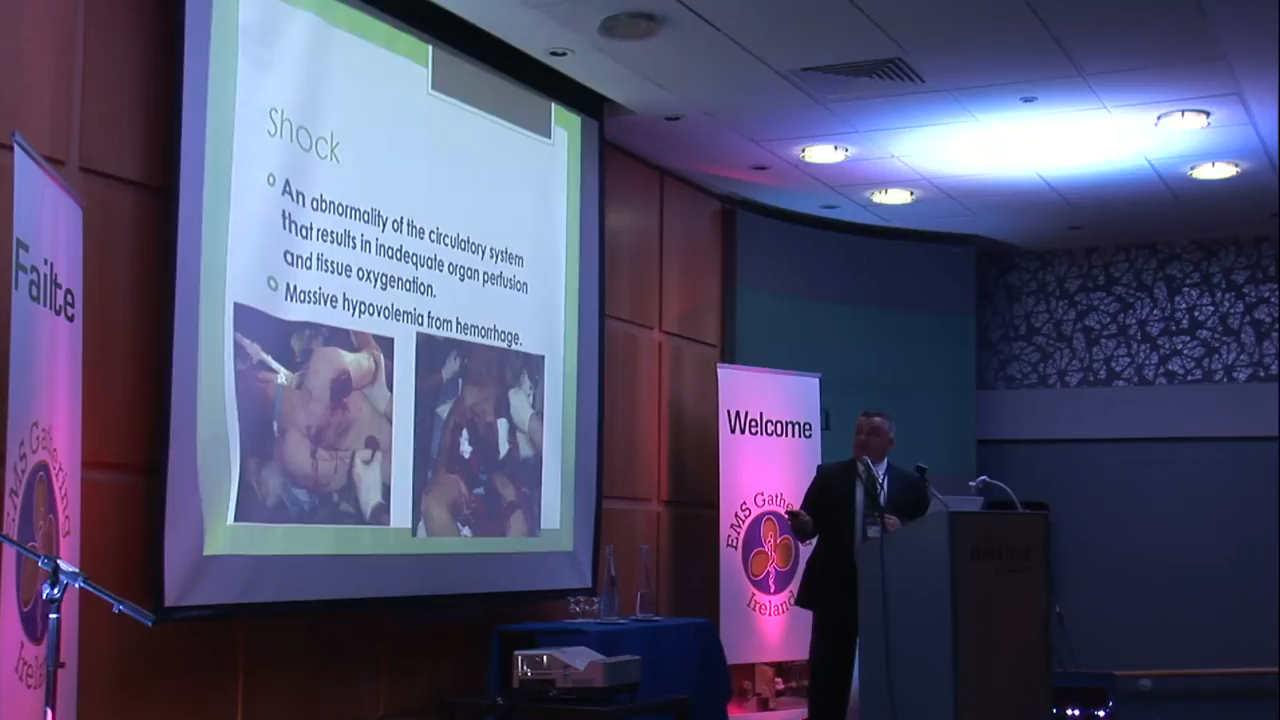 Shock
An abnormality of the circulatory system
that results in inadequate organ perfusion
and tissue oxygenation.
Massive hypovolemia from hemorrhage.
Failte
EMS Gathering
Ireland
Welcome
EMS Gathe
Ireland